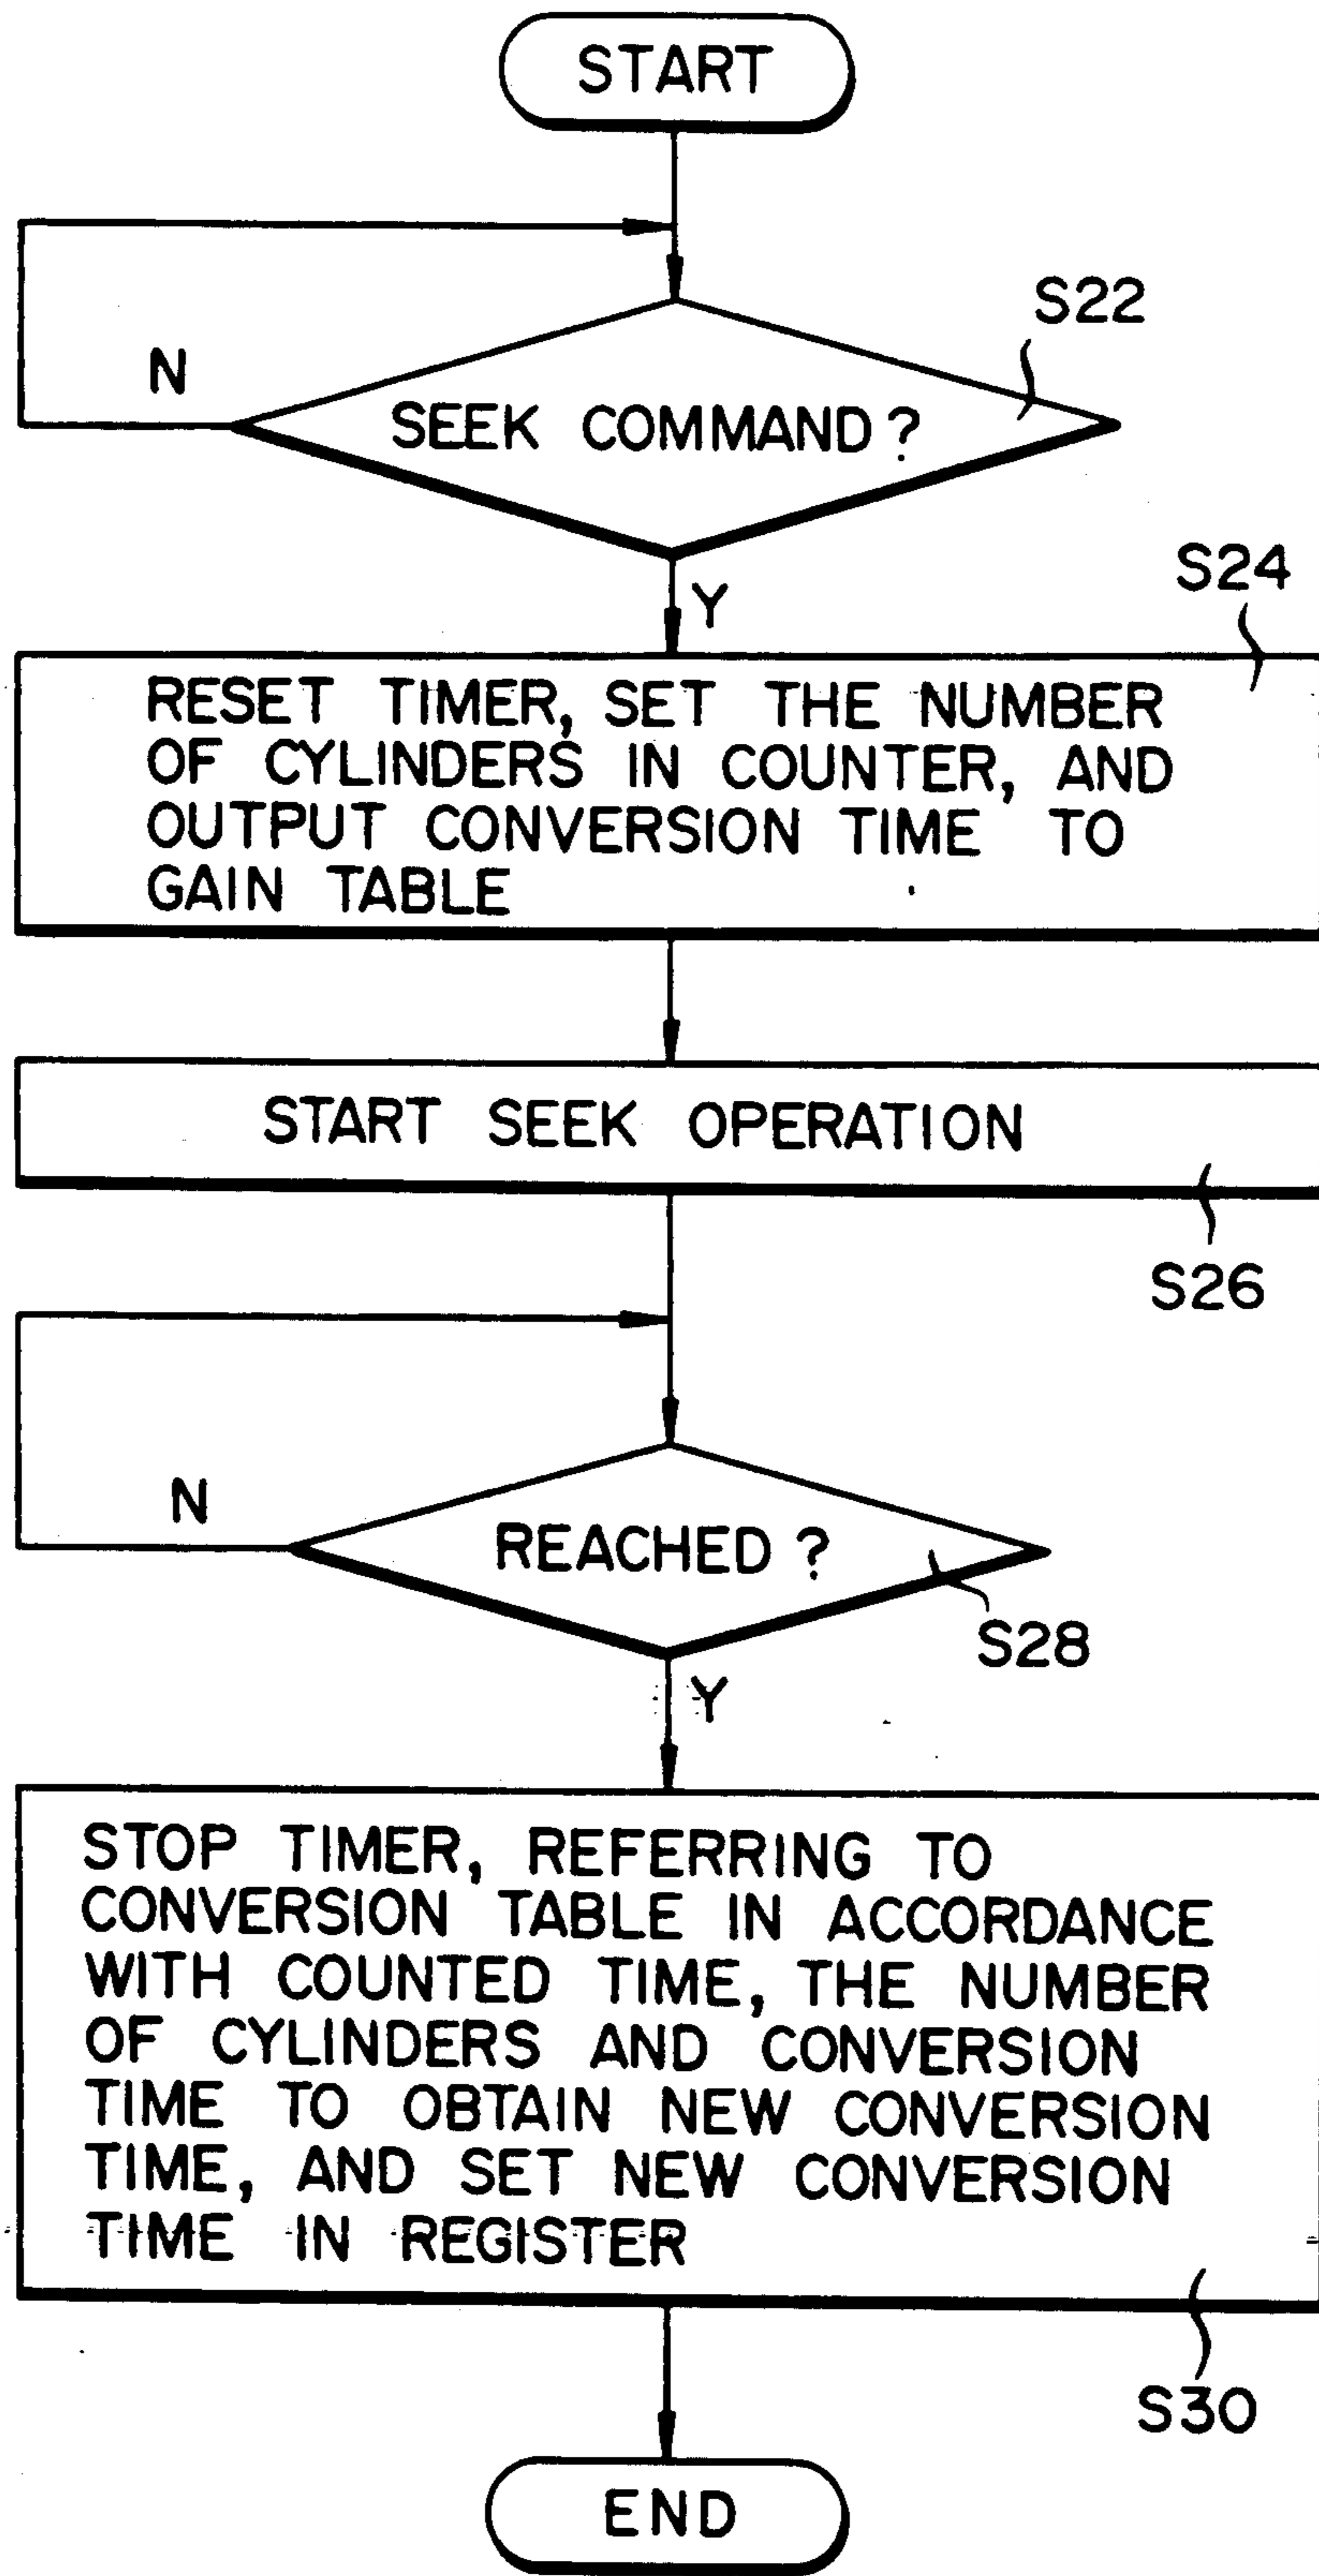 START
S22
N
SEEK COMMAND?
Y
S24
RESET TIMER, SET THE NUMBER
OF CYLINDERS IN COUNTER, AND
OUTPUT CONVERSION TIME TO
GAIN TABLE
START SEEK OPERATION
S26
N
REACHED?
S28
Y
STOP TIMER, REFERRING TO
CONVERSION TABLE IN ACCORDANCE
WITH COUNTED TIME, THE NUMBER
OF CYLINDERS AND CONVERSION
TIME TO OBTAIN NEW CONVERSION
TIME, AND SET NEW CONVERSION
TIME IN REGISTER
S30
END